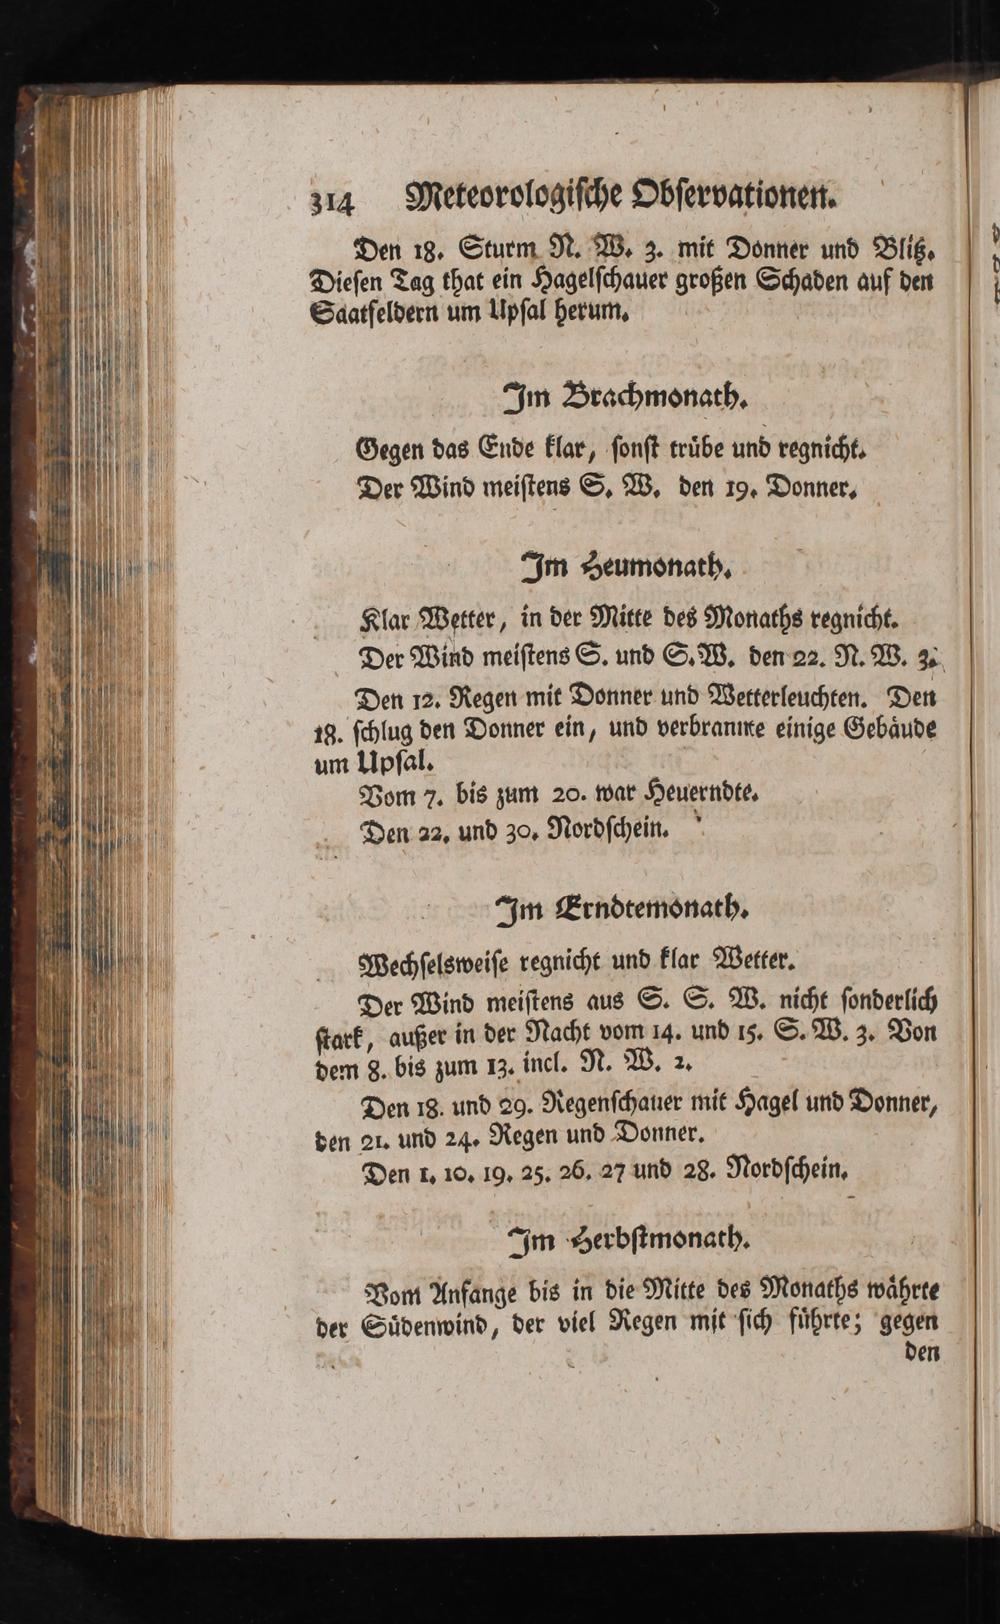 314 Meteorologiſche Obſervationen.
Den 18. Sturm N. W. 3. mit Donner und Blitz.
Dieſen Tag that ein Hagelſchauer großen Schaden auf den
Saatfeldern um Upſal herum.
Im Brachmonath.
Gegen das Ende klar, ſonſt trübe und regnicht.
Der Wind meiſtens S. W. den 19. Donner.
Im Heumonath.
Klar Wetter, in der Mitte des Monaths regnicht.
Der Wind meiſtens S. und S. W. den 22. N. W. 3.
Den 12. Regen mit Donner und Wetterleuchten. Den
18. ſchlug den Donner ein, und verbrannte einige Gebäude
um Upſal.
Vom 7. bis zum 20. war Heuerndte.
Den 22. und 30. Nordſchein.
Im Erndtemonath.
Wechſelsweiſe regnicht und klar Wetter.
Der Wind meiſtens aus S. S. W. nicht ſonderlich
ſtark, außer in der Nacht vom 14. und 15. S. W. 3. Von
dem 8. bis zum 13. incl. N. W. 2.
Den 18. und 29. Regenſchauer mit Hagel und Donner,
den 21. und 24. Regen und Donner.
Den 1. 10. 19. 25. 26. 27 und 28. Nordſchein.
Im Herbſtmonath.
Vom Anfange bis in die Mitte des Monaths währte
der Südenwind, der viel Regen mit ſich führte; gegen
den